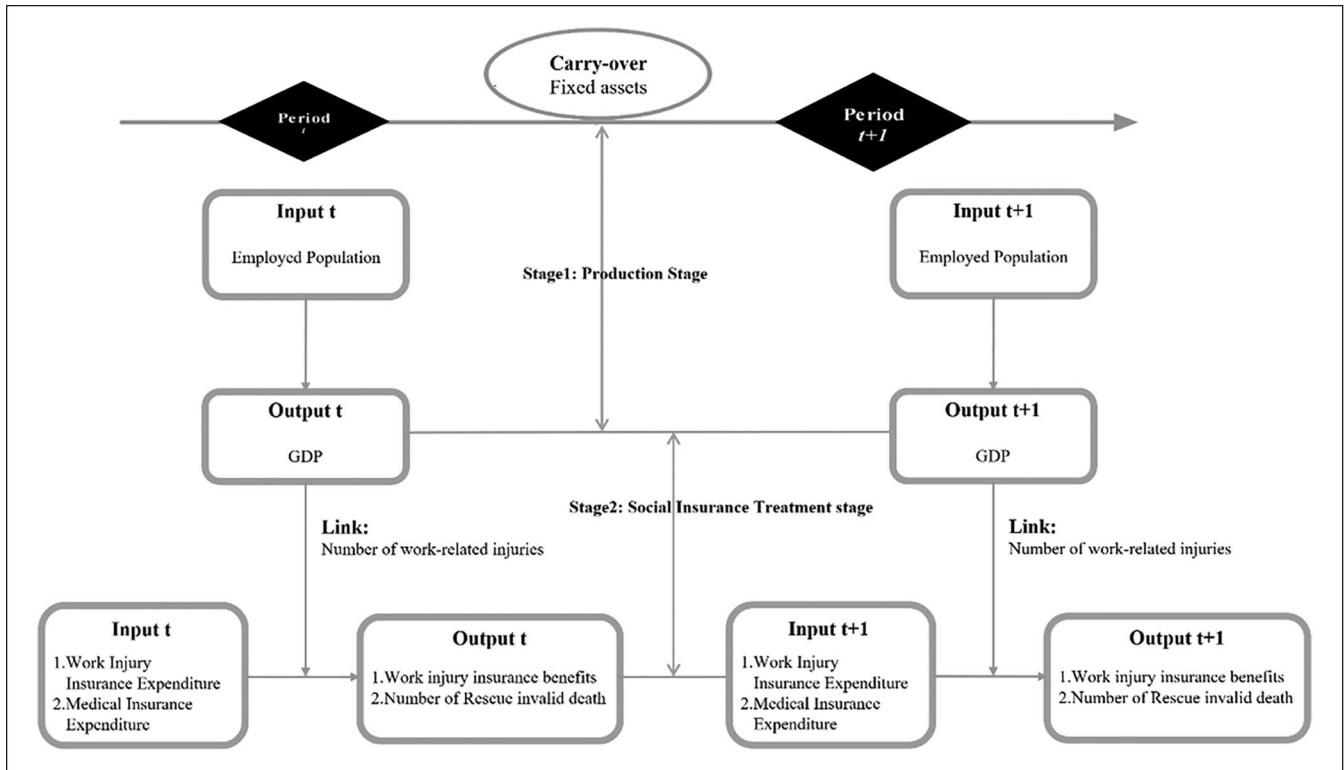 Carry-over
Fixed assets
Period
t
Period
t+1
Input t
Employed Population
Input t+1
Employed Population
Stage1: Production Stage
Output t
GDP
Output t+1
GDP
Stage2: Social Insurance Treatment stage
Link:
Number of work-related injuries
Link:
Number of work-related injuries
Input t
1.Work Injury
Insurance Expenditure
2.Medical Insurance
Expenditure
Output t
1.Work injury insurance benefits
2.Number of Rescue invalid death
Input t+1
1.Work Injury
Insurance Expenditure
2.Medical Insurance
Expenditure
Output t+1
1.Work injury insurance benefits
2.Number of Rescue invalid death